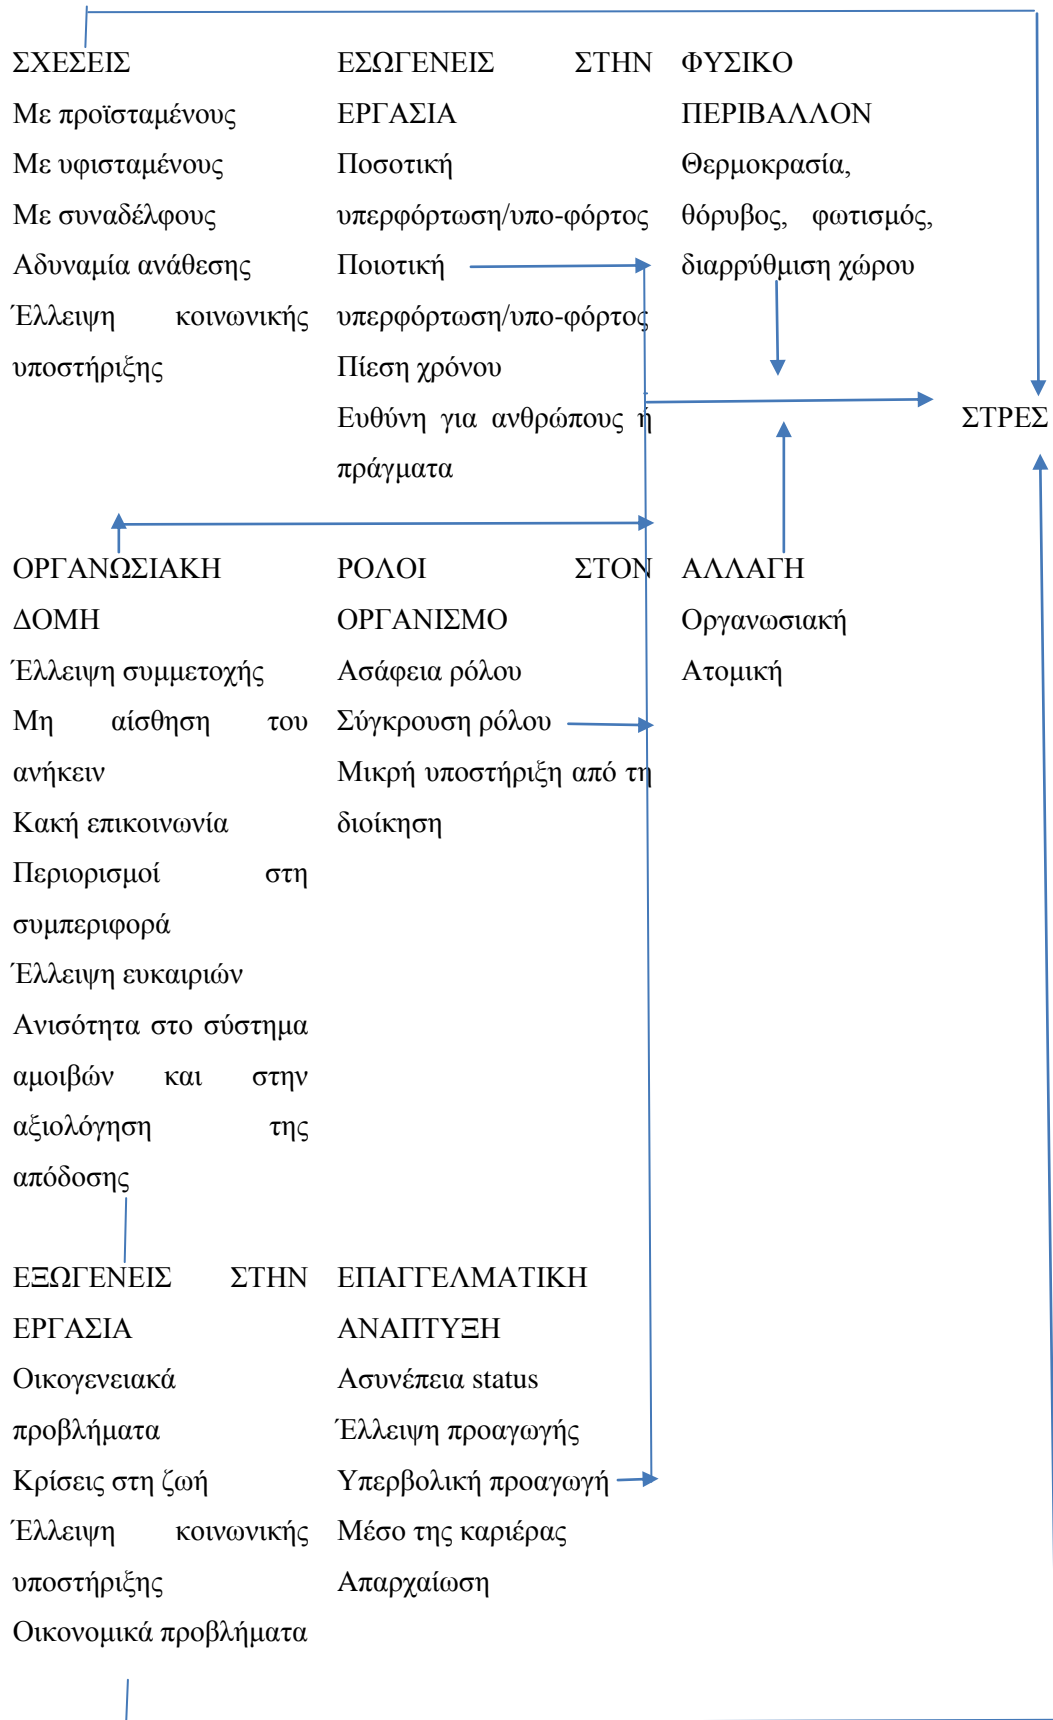 ΣΧΕΣΕΙΣ
Με προϊσταμένους
Με υφισταμένους
Με συναδέλφους
Αδυναμία ανάθεσης
Έλλειψη κοινωνικής
υποστήριξης
ΕΣΩΓΕΝΕΙΣ ΣΤΗΝ
ΕΡΓΑΣΙΑ
Ποσοτική
υπερφόρτωση/υπο-φόρτος
Ποιοτική
υπερφόρτωση/υπο-φόρτος
Πίεση χρόνου
Ευθύνη για ανθρώπους ή
πράγματα
ΦΥΣΙΚΟ
ΠΕΡΙΒΑΛΛΟΝ
Θερμοκρασία,
θόρυβος, φωτισμός,
διαρρύθμιση χώρου
ΣΤΡΕΣ
ΟΡΓΑΝΩΣΙΑΚΗ
ΔΟΜΗ
Έλλειψη συμμετοχής
Μη αίσθηση του
ανήκειν
Κακή επικοινωνία
Περιορισμοί στη
συμπεριφορά
Έλλειψη ευκαιριών
Ανισότητα στο σύστημα
αμοιβών και στην
αξιολόγηση της
απόδοσης
ΡΟΛΟΙ ΣΤΟΝ
ΟΡΓΑΝΙΣΜΟ
Ασάφεια ρόλου
Σύγκρουση ρόλου
Μικρή υποστήριξη από τη
διοίκηση
ΑΛΛΑΓΗ
Οργανωσιακή
Ατομική
ΕΞΩΓΕΝΕΙΣ ΣΤΗΝ
ΕΡΓΑΣΙΑ
Οικογενειακά
προβλήματα
Κρίσεις στη ζωή
Έλλειψη κοινωνικής
υποστήριξης
Οικονομικά προβλήματα
ΕΠΑΓΓΕΛΜΑΤΙΚΗ
ΑΝΑΠΤΥΞΗ
Ασυνέπεια status
Έλλειψη προαγωγής
Υπερβολική προαγωγή
Μέσο της καριέρας
Απαρχαίωση